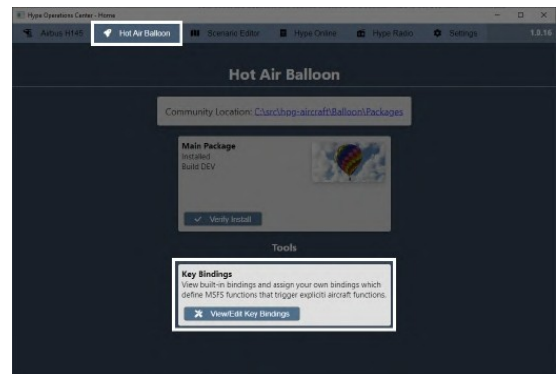 Hype Operations Center - Home
Airbus H145
Hot Air Balloon
Scenario Editor
Hype Online
Hype Radio
Settings
1.0.16
Hot Air Balloon
Community Location: C:\src\hpg-aircraft\Balloon\Packages
Main Package
Installed
Build DEV
Verify Install
Tools
Key Bindings
View built-in bindings and assign your own bindings which
define MSFS functions that trigger expliciti aircraft functions.
View/Edit Key Bindings